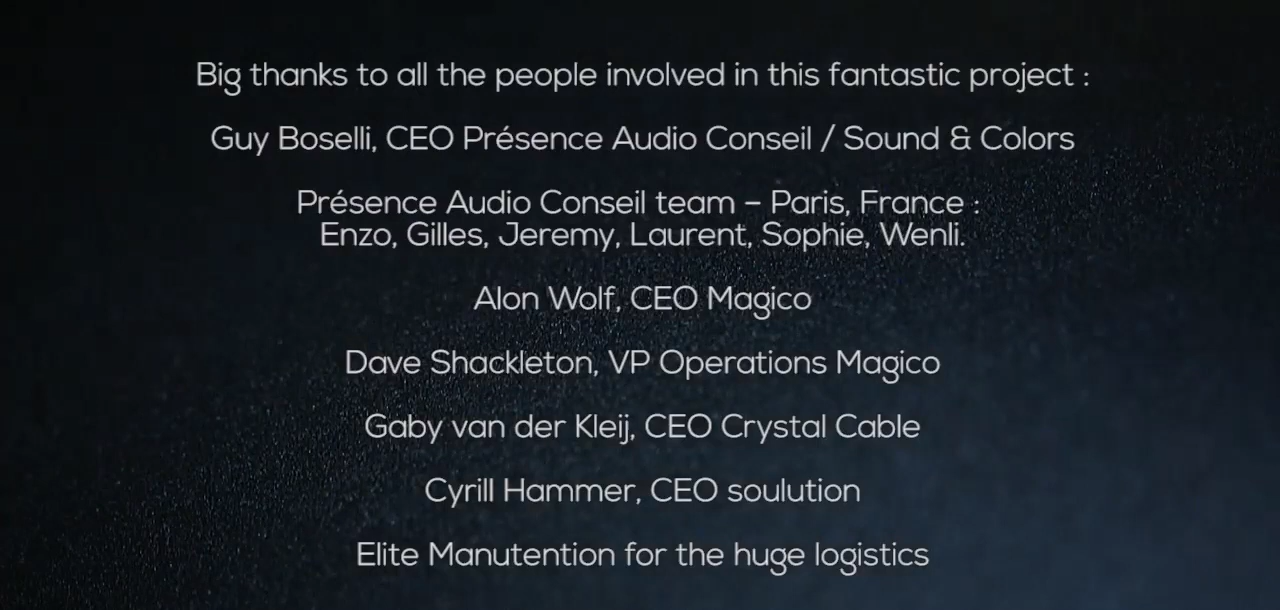 Big thanks to all the people involved in this fantastic project :
Guy Boselli, CEO Présence Audio Conseil / Sound & Colors
Présence Audio Conseil team – Paris, France :
Enzo, Gilles, Jeremy, Laurent, Sophie, Wenli.
Alon Wolf, CEO Magico
Dave Shackleton, VP Operations Magico
Gaby van der Kleij, CEO Crystal Cable
Cyrill Hammer, CEO soulution
Elite Manutention for the huge logistics